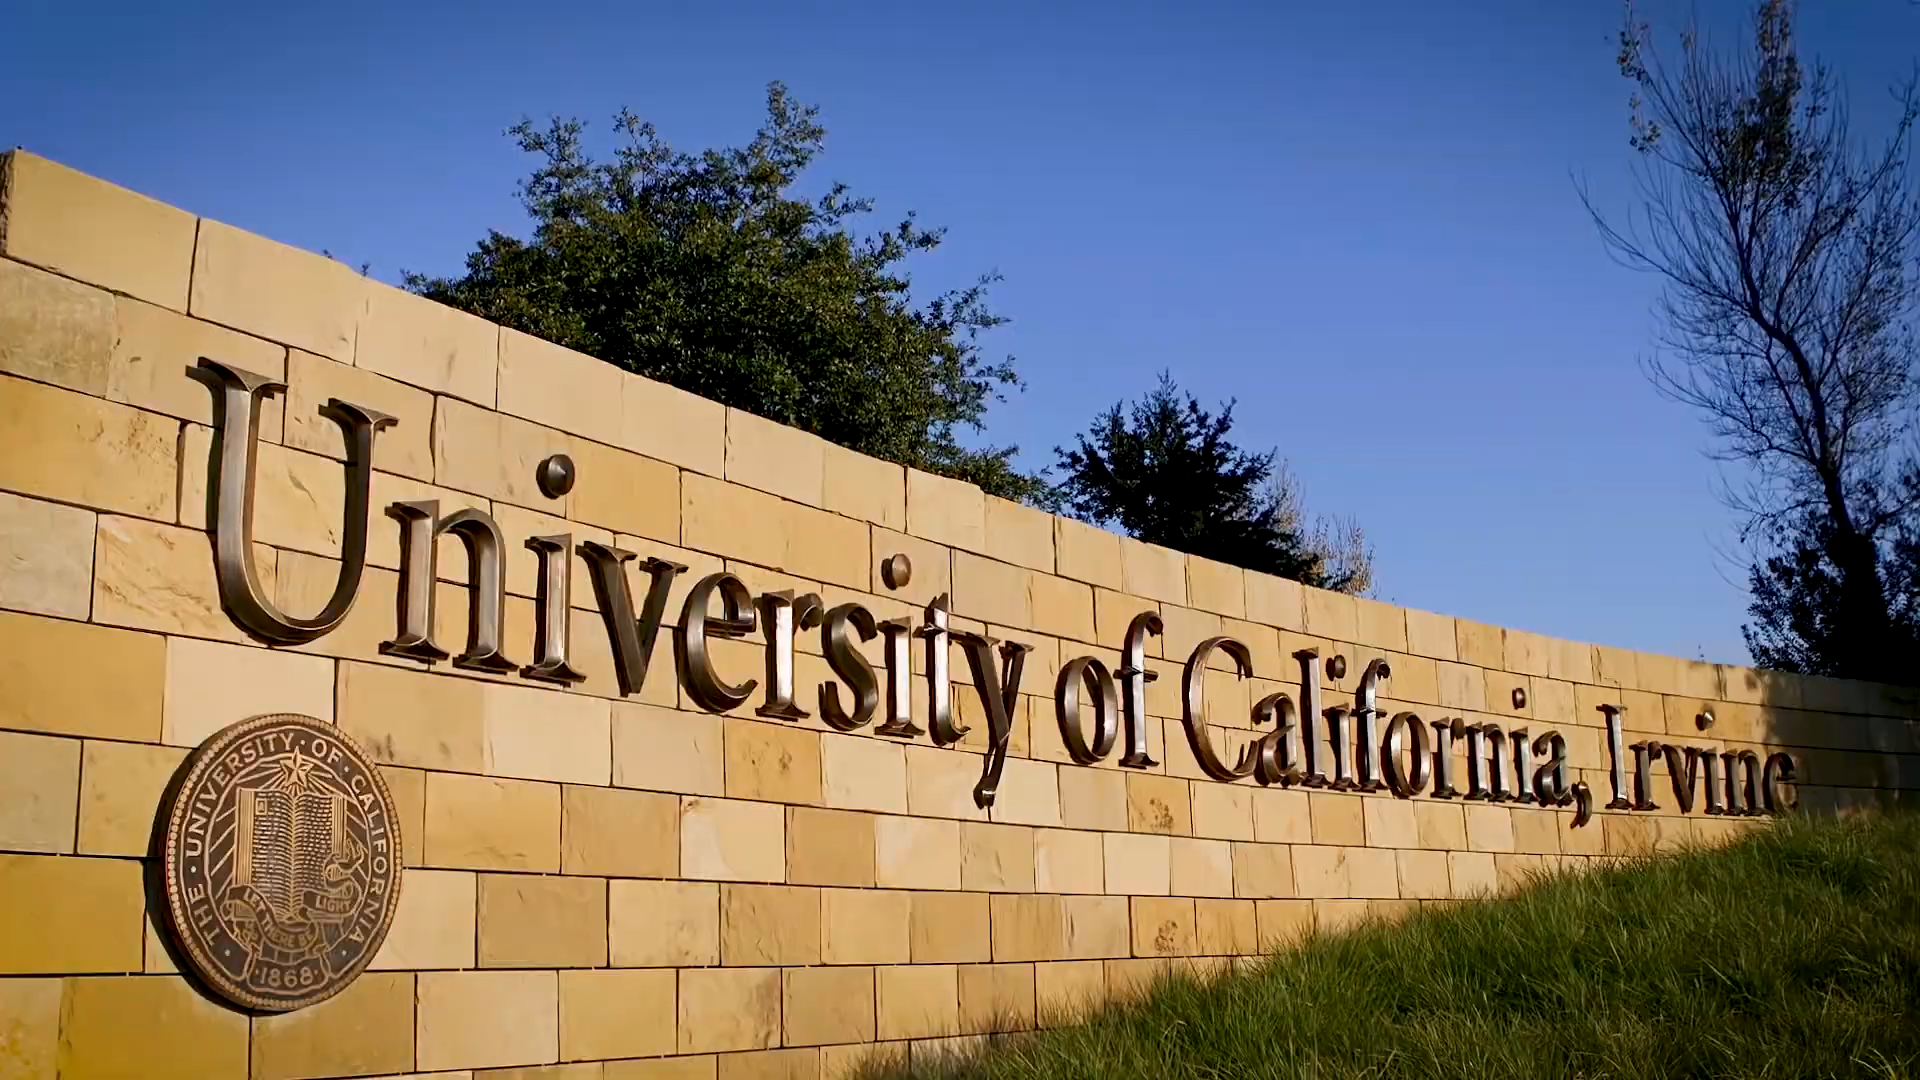 University of California, Irvine
THE · UNIVERSITY · OF · CALIFORNIA
LET THERE BE
LIGHT
· 1868 ·